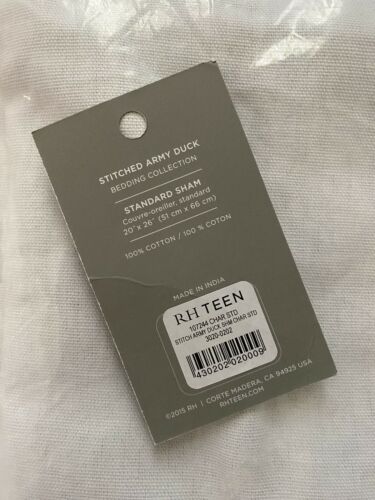 STITCHED ARMY DUCK
BEDDING COLLECTION
STANDARD SHAM
Couvre-oreiller, standard
20" x 26" (51 cm x 66 cm)
100% COTTON / 100 % COTON
MADE IN INDIA
RH TEEN
107244 CHAR STD
STITCH ARMY DUCK SHM CHAR STD
3020-0202
430202020009
©2015 RH | CORTE MADERA, CA 94925 USA
RHTEEN.COM